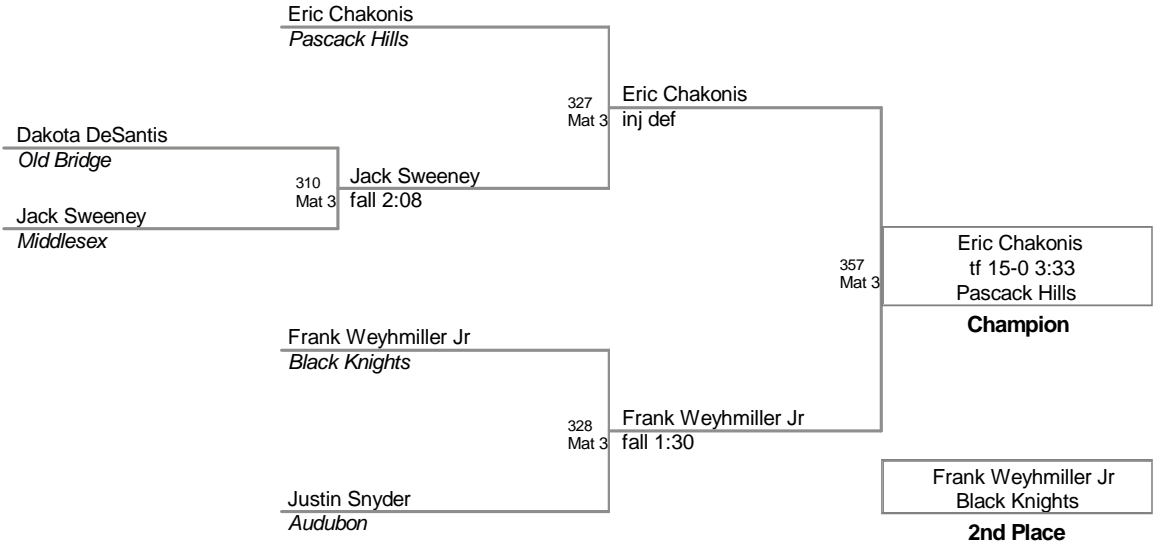 Eric Chakonis
Pascack Hills
327
Mat 3
Eric Chakonis
inj def
Dakota DeSantis
Old Bridge
310
Mat 3
Jack Sweeney
fall 2:08
Jack Sweeney
Middlesex
357
Mat 3
Eric Chakonis
tf 15-0 3:33
Pascack Hills
Champion
Frank Weyhmiller Jr
Black Knights
328
Mat 3
Frank Weyhmiller Jr
fall 1:30
Justin Snyder
Audubon
Frank Weyhmiller Jr
Black Knights
2nd Place